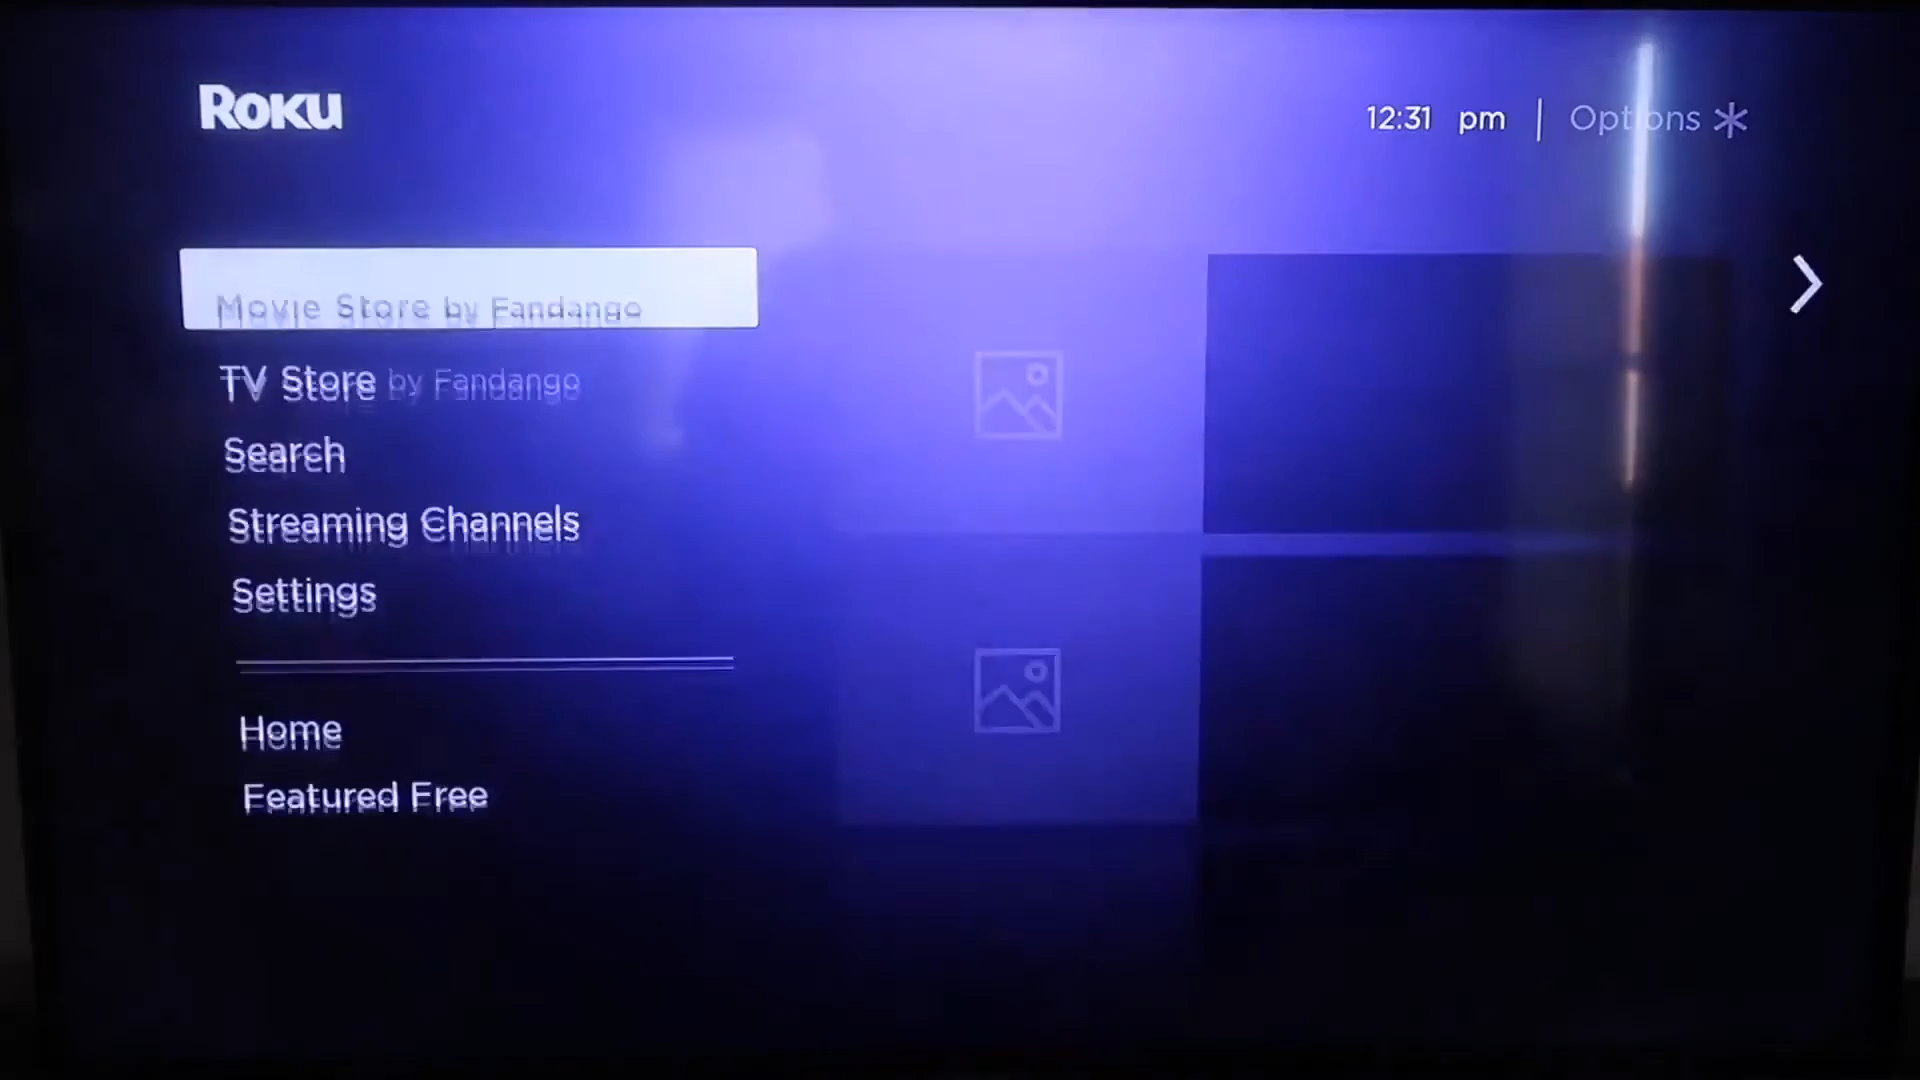 Roku
12:31 pm | Options *
Movie Store by Fandango
TV Store by Fandango
Search
Streaming Channels
Settings
Home
Featured Free